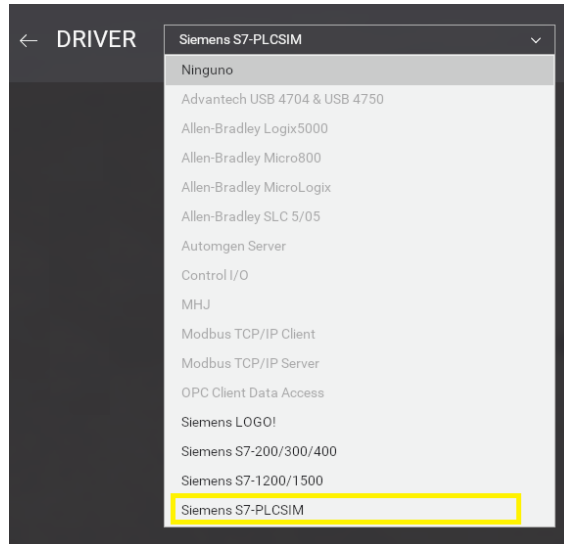 ← DRIVER
Siemens S7-PLCSIM
Ninguno
Advantech USB 4704 & USB 4750
Allen-Bradley Logix5000
Allen-Bradley Micro800
Allen-Bradley MicroLogix
Allen-Bradley SLC 5/05
Automgen Server
Control I/O
MHJ
Modbus TCP/IP Client
Modbus TCP/IP Server
OPC Client Data Access
Siemens LOGO!
Siemens S7-200/300/400
Siemens S7-1200/1500
Siemens S7-PLCSIM